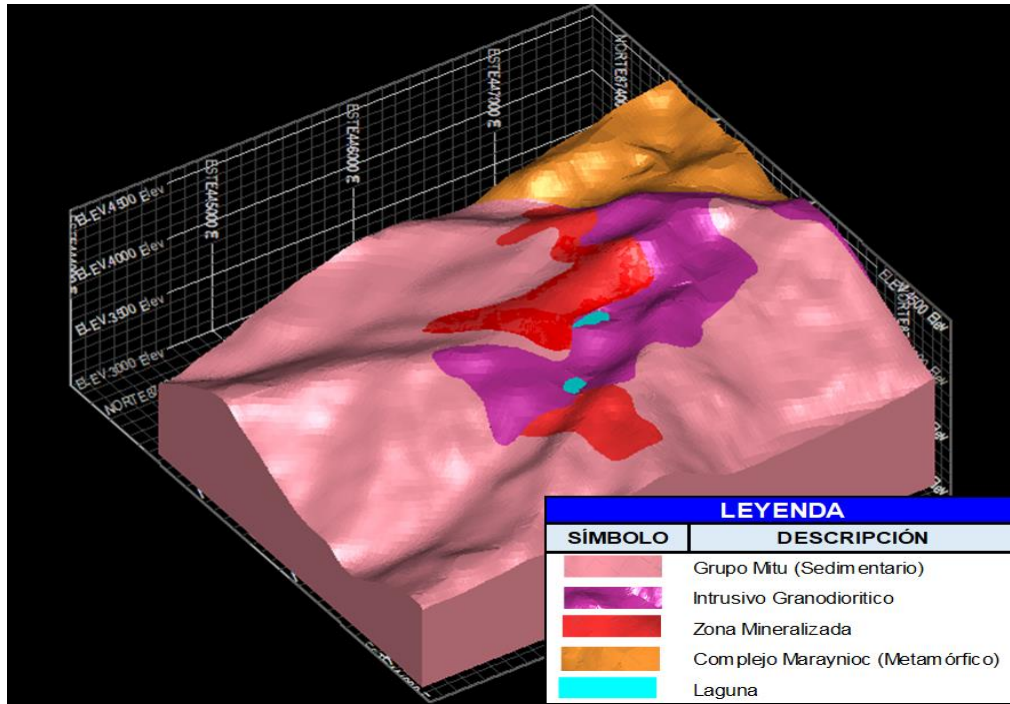 ELEV.4500 Elev
ELEV.4000 Elev
ELEV.3500 Elev
ELEV.3000 Elev
ESTE445000 E
ESTE446000 E
ESTE447000 E
LEYENDA
SÍMBOLO DESCRIPCIÓN
Grupo Mitu (Sedimentario)
Intrusivo Granodioritico
Zona Mineralizada
Complejo Maraynioc (Metamórfico)
Laguna